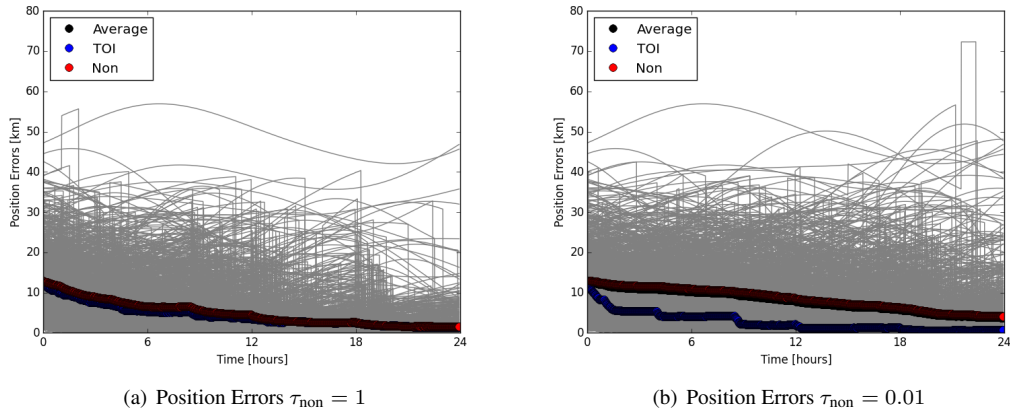 80
70
60
50
40
30
20
10
0
Position Errors [km]
Average
TOI
Non
0
6
12
18
24
Time [hours]
(a) Position Errors τnon = 1
80
70
60
50
40
30
20
10
0
Position Errors [km]
Average
TOI
Non
0
6
12
18
24
Time [hours]
(b) Position Errors τnon = 0.01